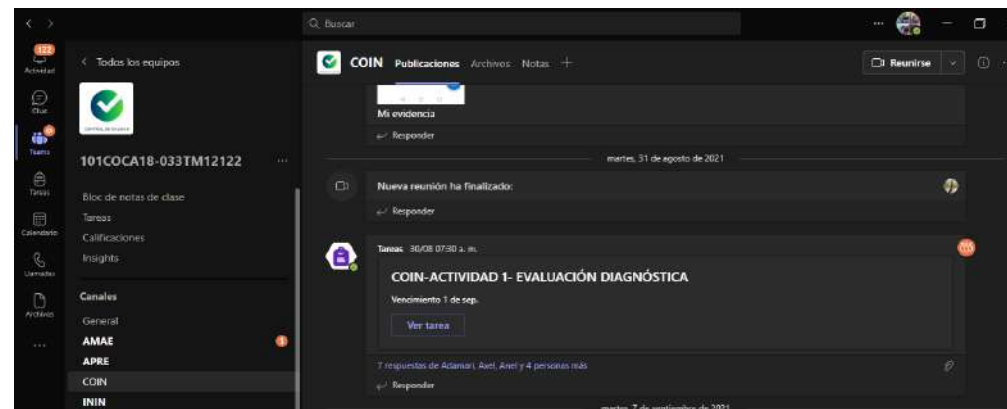 Buscar
122
Actividad
Chat
Teams
Tareas
Calendario
Llamadas
Archivos
Todos los equipos
101COCA18-033TM12122
Bloc de notas de clase
Tareas
Calificaciones
Insights
Canales
General
AMAE
1
APRE
COIN
ININ
COIN Publicaciones Archivos Notas
Reunirse
Mi evidencia
Responder
martes, 31 de agosto de 2021
Nueva reunión ha finalizado:
Responder
Tareas 30/08 07:30 a. m.
COIN-ACTIVIDAD 1- EVALUACIÓN DIAGNÓSTICA
Vencimiento 1 de sep.
Ver tarea
7 respuestas de Adamari, Axel, Anel y 4 personas más
Responder
martes, 7 de septiembre de 2021